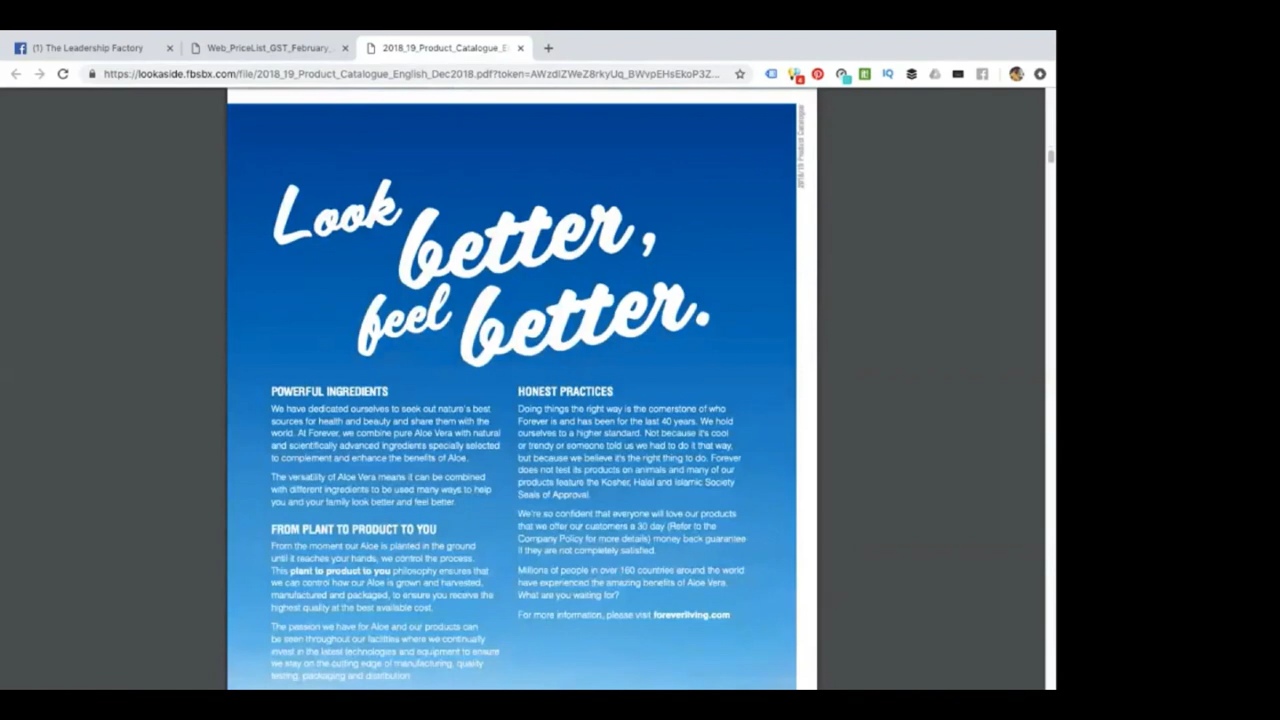 (1) The Leadership Factory
Web_PriceList_GST_February_
2018_19_Product_Catalogue_E
https://lookaside.fbsbx.com/file/2018_19_Product_Catalogue_English_Dec2018.pdf?token=AWzdIZWeZ8rkyUq_BWvpEHsEkoP3Z...
2018/19 Product Catalogue
Look
better,
feel
better.
POWERFUL INGREDIENTS
We have dedicated ourselves to seek out nature's best
sources for health and beauty and share them with the
world. At Forever, we combine pure Aloe Vera with natural
and scientifically advanced ingredients specially selected
to complement and enhance the benefits of Aloe.
The versatility of Aloe Vera means it can be combined
with different ingredients to be used many ways to help
you and your family look better and feel better.
FROM PLANT TO PRODUCT TO YOU
From the moment our Aloe is planted in the ground
until it reaches your hands, we control the process.
This plant to product to you philosophy ensures that
we can control how our Aloe is grown and harvested,
manufactured and packaged, to ensure you receive the
highest quality at the best available cost.
The passion we have for Aloe and our products can
be seen throughout our facilities where we continually
invest in the latest technologies and equipment to ensure
we stay on the cutting edge of manufacturing, quality
testing, packaging and distribution
HONEST PRACTICES
Doing things the right way is the cornerstone of who
Forever is and has been for the last 40 years. We hold
ourselves to a higher standard. Not because it's cool
or trendy or someone told us we had to do it that way,
but because we believe it's the right thing to do. Forever
does not test its products on animals and many of our
products feature the Kosher, Halal and Islamic Society
Seals of Approval.
We're so confident that everyone will love our products
that we offer our customers a 30 day (Refer to the
Company Policy for more details) money back guarantee
if they are not completely satisfied.
Millions of people in over 160 countries around the world
have experienced the amazing benefits of Aloe Vera.
What are you waiting for?
For more information, please visit foreverliving.com